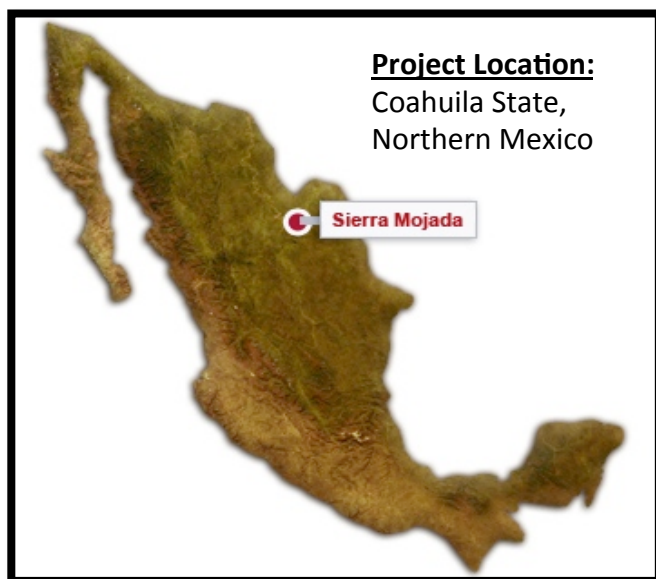 Project Location:
Coahuila State,
Northern Mexico
Sierra Mojada